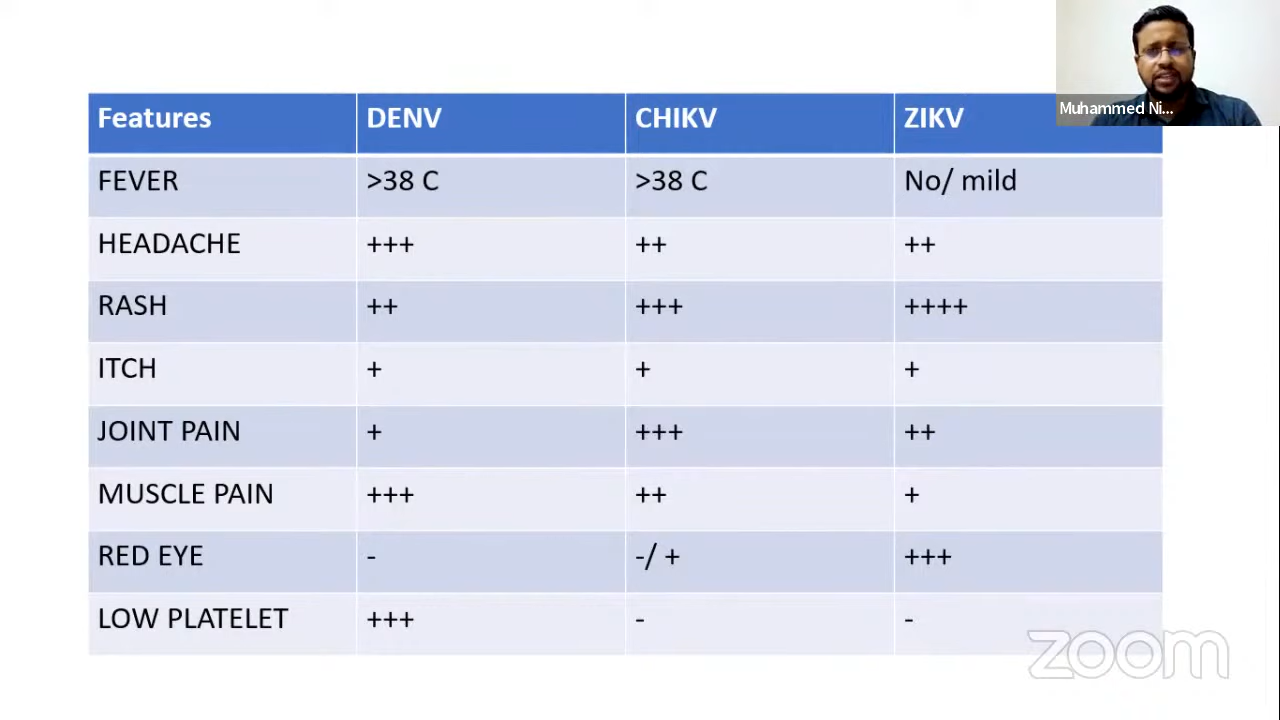 Muhammed Ni...
Features DENV CHIKV ZIKV
FEVER >38 C >38 C No/ mild
HEADACHE +++ ++ ++
RASH ++ +++ ++++
ITCH + + +
JOINT PAIN + +++ ++
MUSCLE PAIN +++ ++ +
RED EYE - -/ + +++
LOW PLATELET +++ - -
zoom